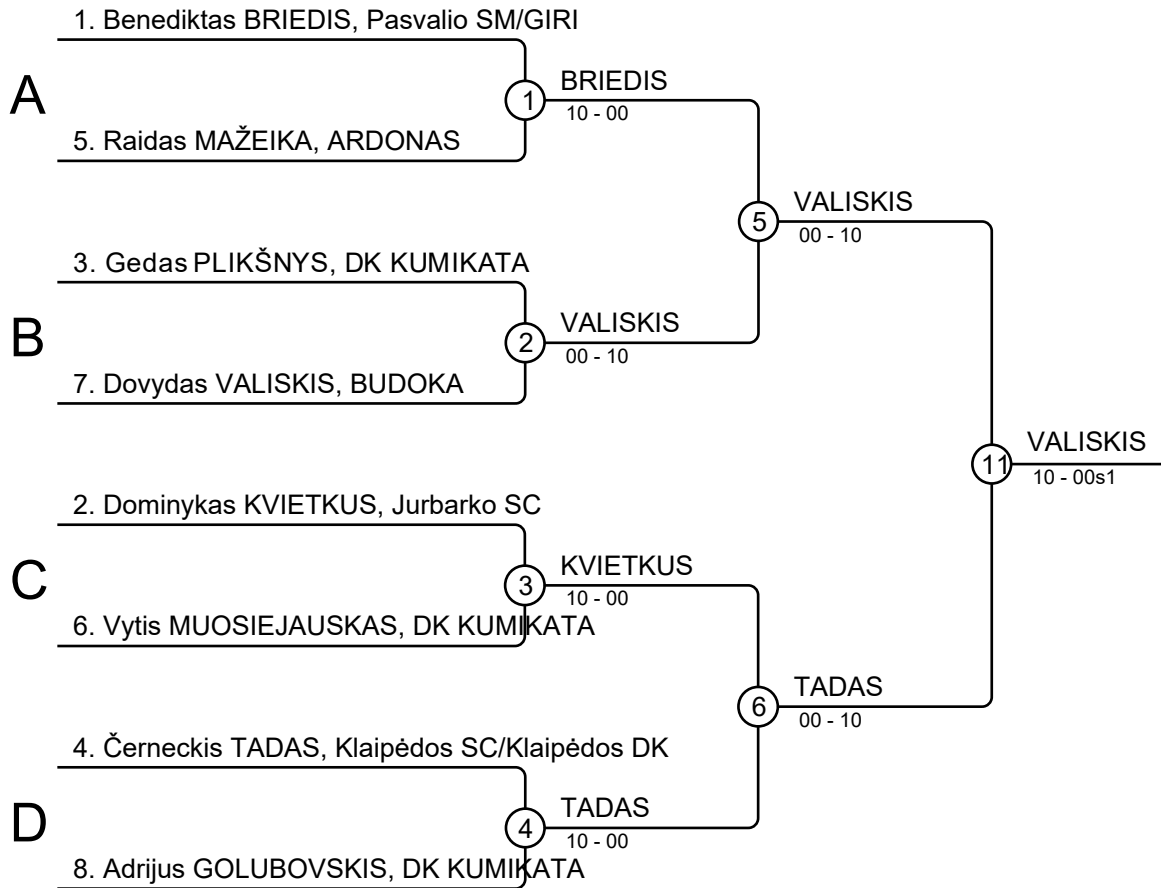 1. Benediktas BRIEDIS, Pasvalio SM/GIRI
A
1
BRIEDIS
10 - 00
5. Raidas MAŽEIKA, ARDONAS
5
VALISKIS
00 - 10
3. Gedas PLIKŠNYS, DK KUMIKATA
B
2
VALISKIS
00 - 10
7. Dovydas VALISKIS, BUDOKA
11
VALISKIS
10 - 00s1
2. Dominykas KVIETKUS, Jurbarko SC
C
3
KVIETKUS
10 - 00
6. Vytis MUOSIEJAUSKAS, DK KUMIKATA
6
TADAS
00 - 10
4. Černeckis TADAS, Klaipėdos SC/Klaipėdos DK
D
4
TADAS
10 - 00
8. Adrijus GOLUBOVSKIS, DK KUMIKATA